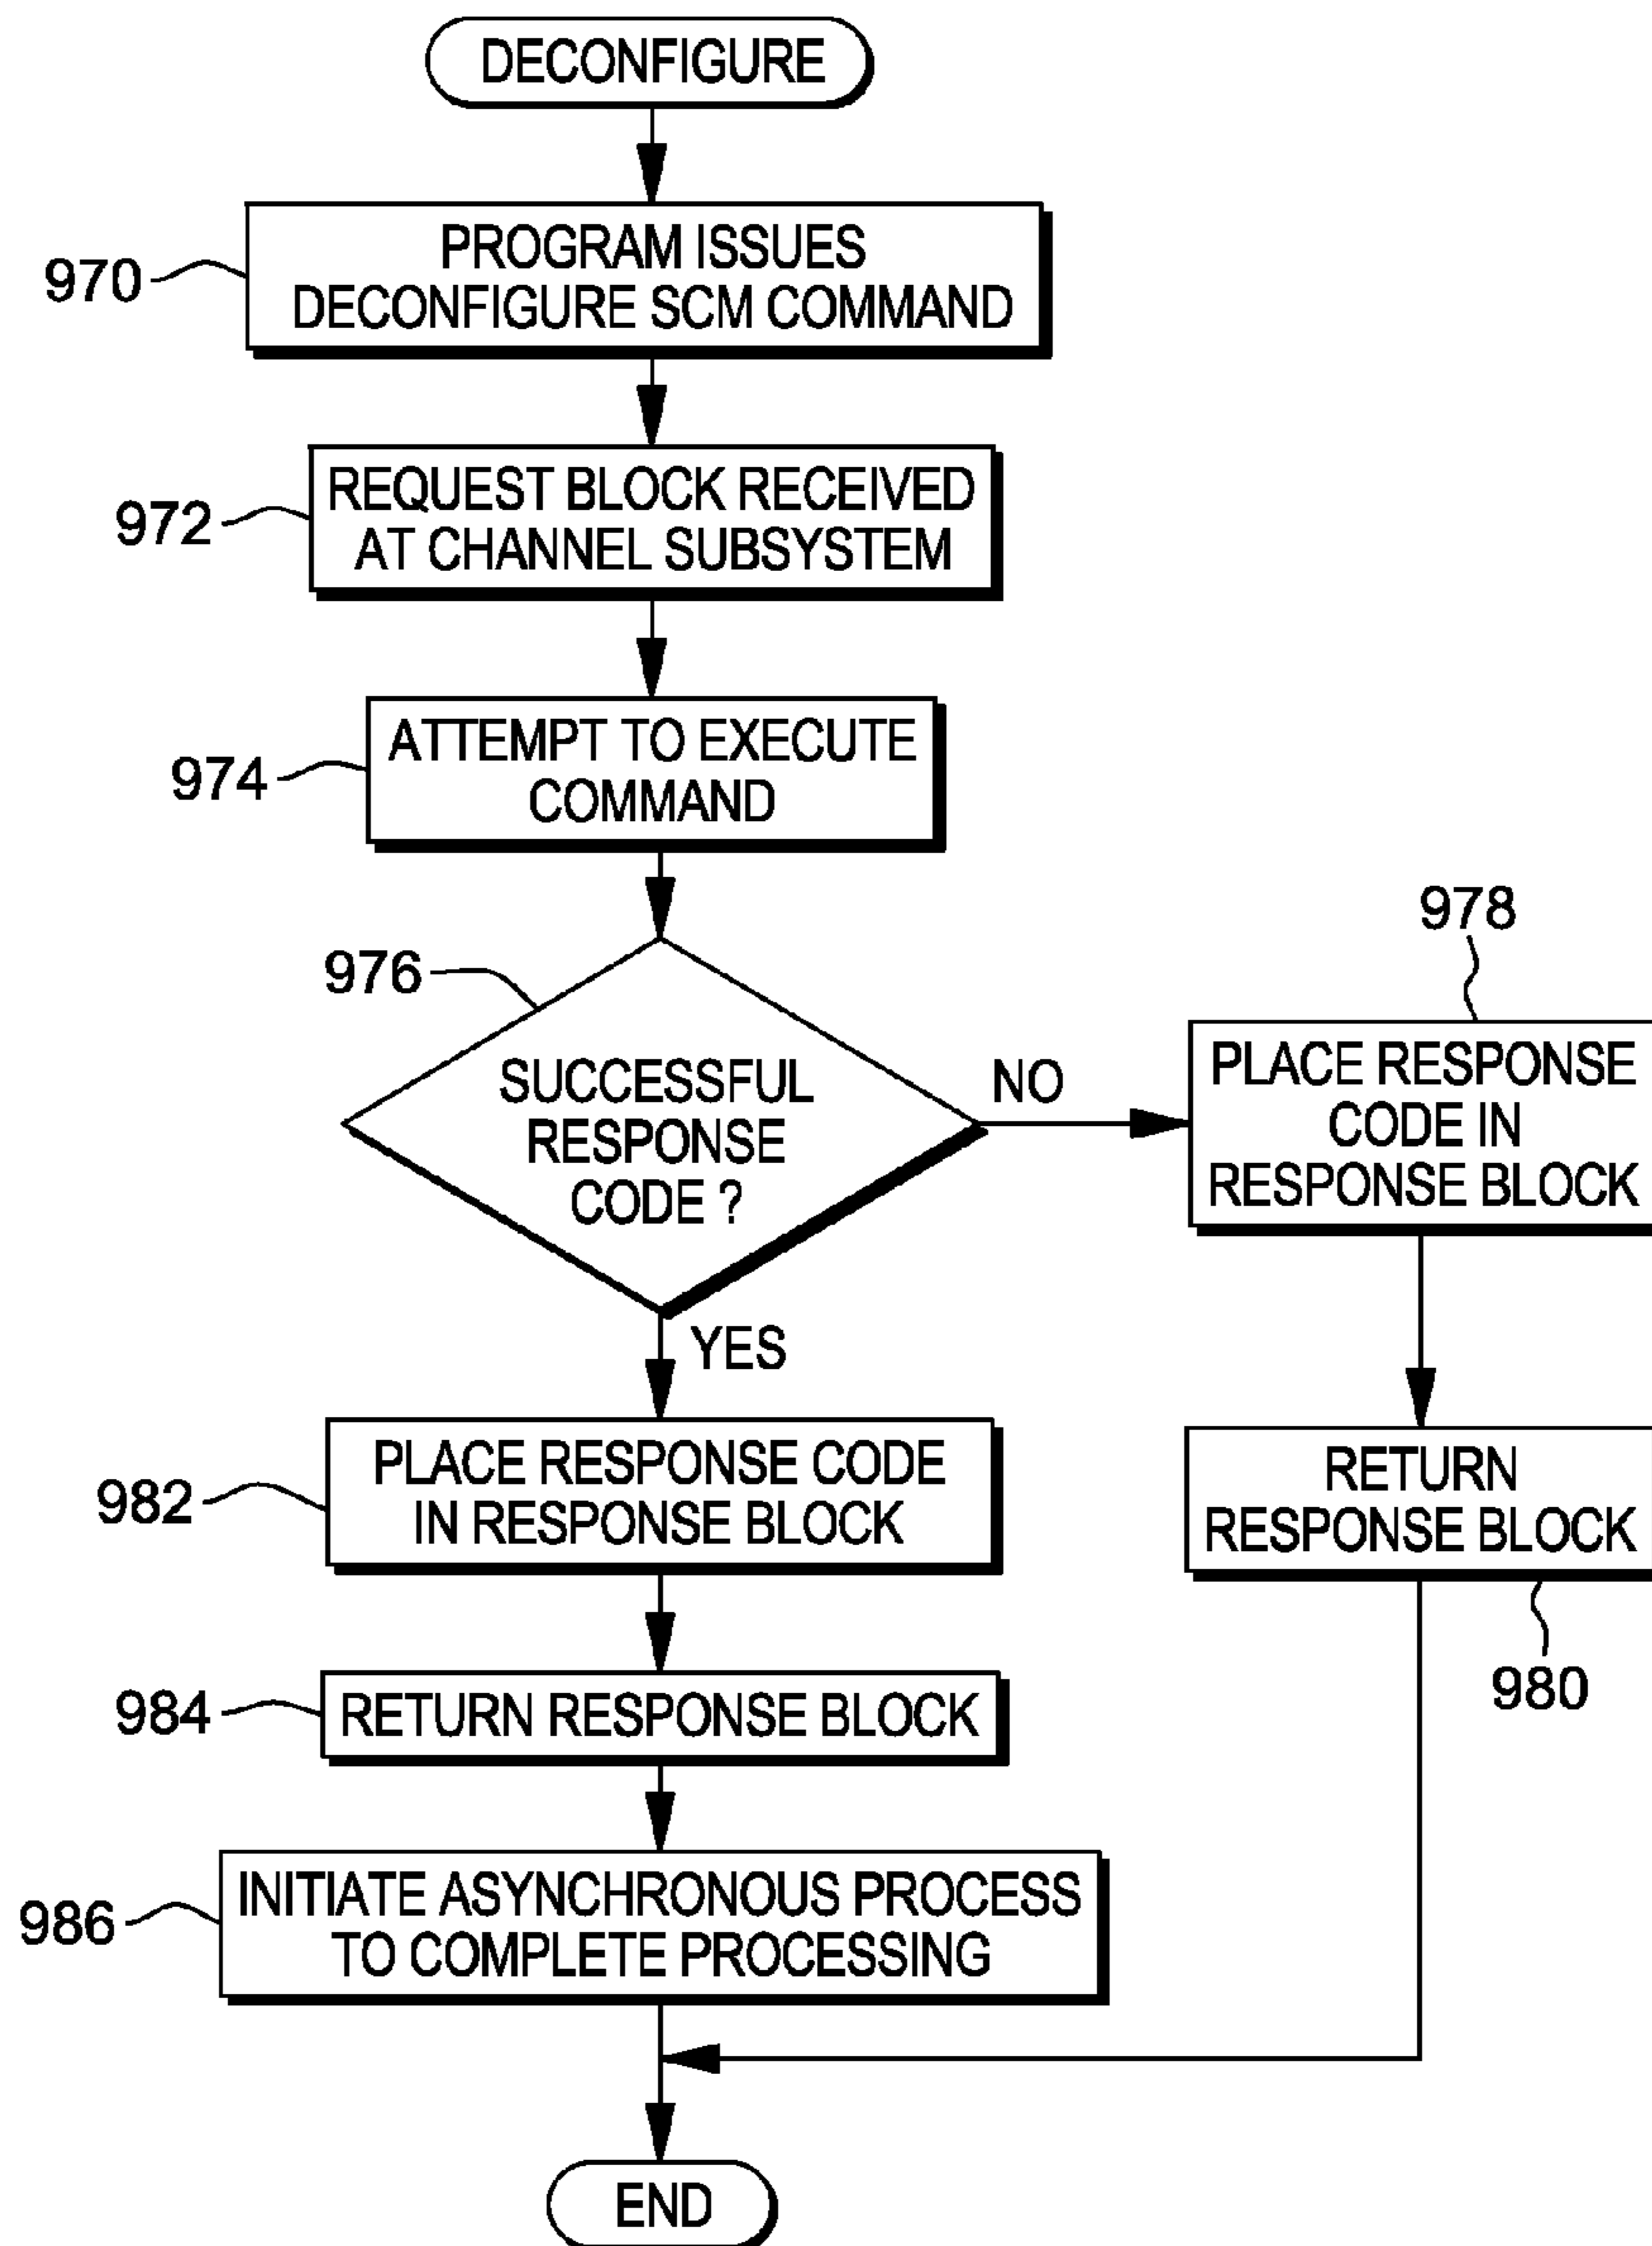 DECONFIGURE
970
PROGRAM ISSUES
DECONFIGURE SCM COMMAND
972
REQUEST BLOCK RECEIVED
AT CHANNEL SUBSYSTEM
974
ATTEMPT TO EXECUTE
COMMAND
976
SUCCESSFUL
RESPONSE
CODE ?
NO
978
PLACE RESPONSE
CODE IN
RESPONSE BLOCK
YES
982
PLACE RESPONSE CODE
IN RESPONSE BLOCK
RETURN
RESPONSE BLOCK
980
984
RETURN RESPONSE BLOCK
986
INITIATE ASYNCHRONOUS PROCESS
TO COMPLETE PROCESSING
END